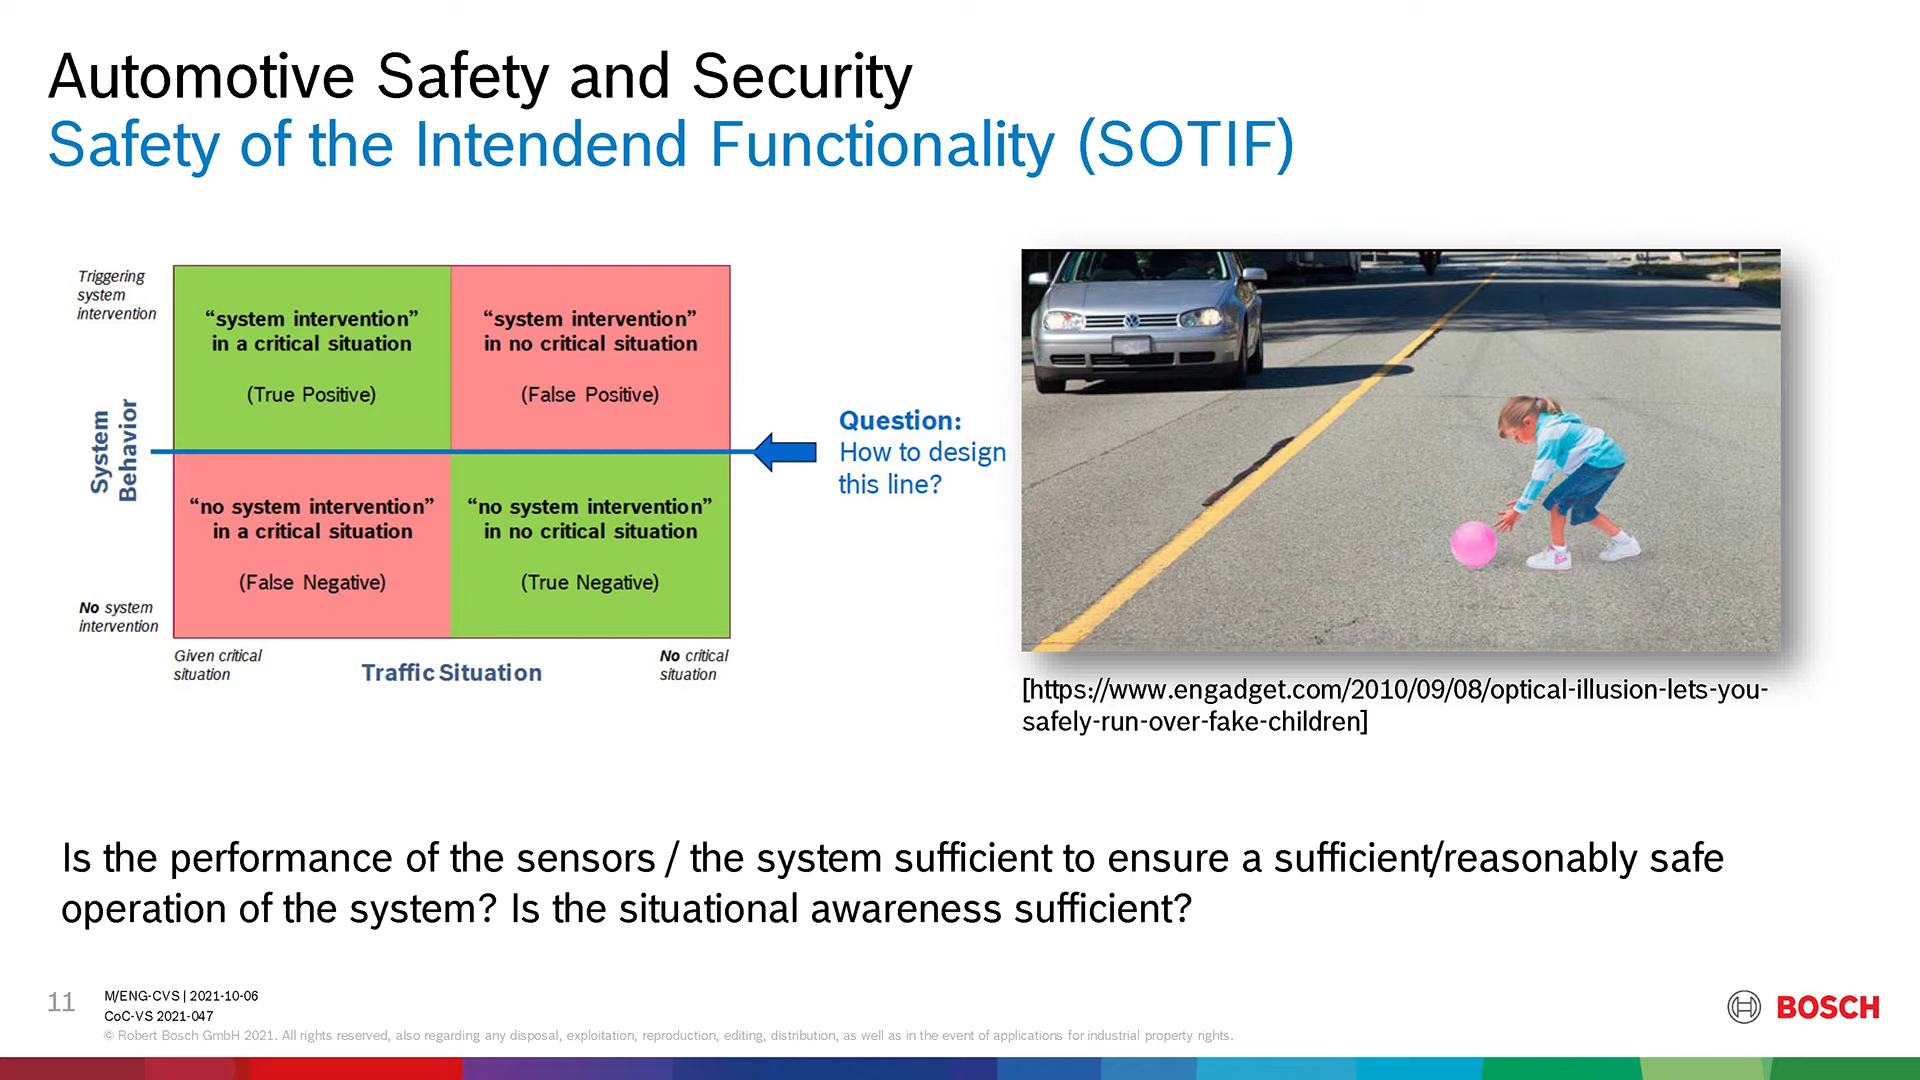 Automotive Safety and Security
Safety of the Intendend Functionality (SOTIF)
Triggering
system
intervention
“system intervention”
in a critical situation
(True Positive)
“system intervention”
in no critical situation
(False Positive)
System
Behavior
“no system intervention”
in a critical situation
(False Negative)
“no system intervention”
in no critical situation
(True Negative)
No system
intervention
Given critical
situation
Traffic Situation
No critical
situation
Question:
How to design
this line?
[https://www.engadget.com/2010/09/08/optical-illusion-lets-you-
safely-run-over-fake-children]
Is the performance of the sensors / the system sufficient to ensure a sufficient/reasonably safe
operation of the system? Is the situational awareness sufficient?
11
M/ENG-CVS | 2021-10-06
CoC-VS 2021-047
© Robert Bosch GmbH 2021. All rights reserved, also regarding any disposal, exploitation, reproduction, editing, distribution, as well as in the event of applications for industrial property rights.
BOSCH